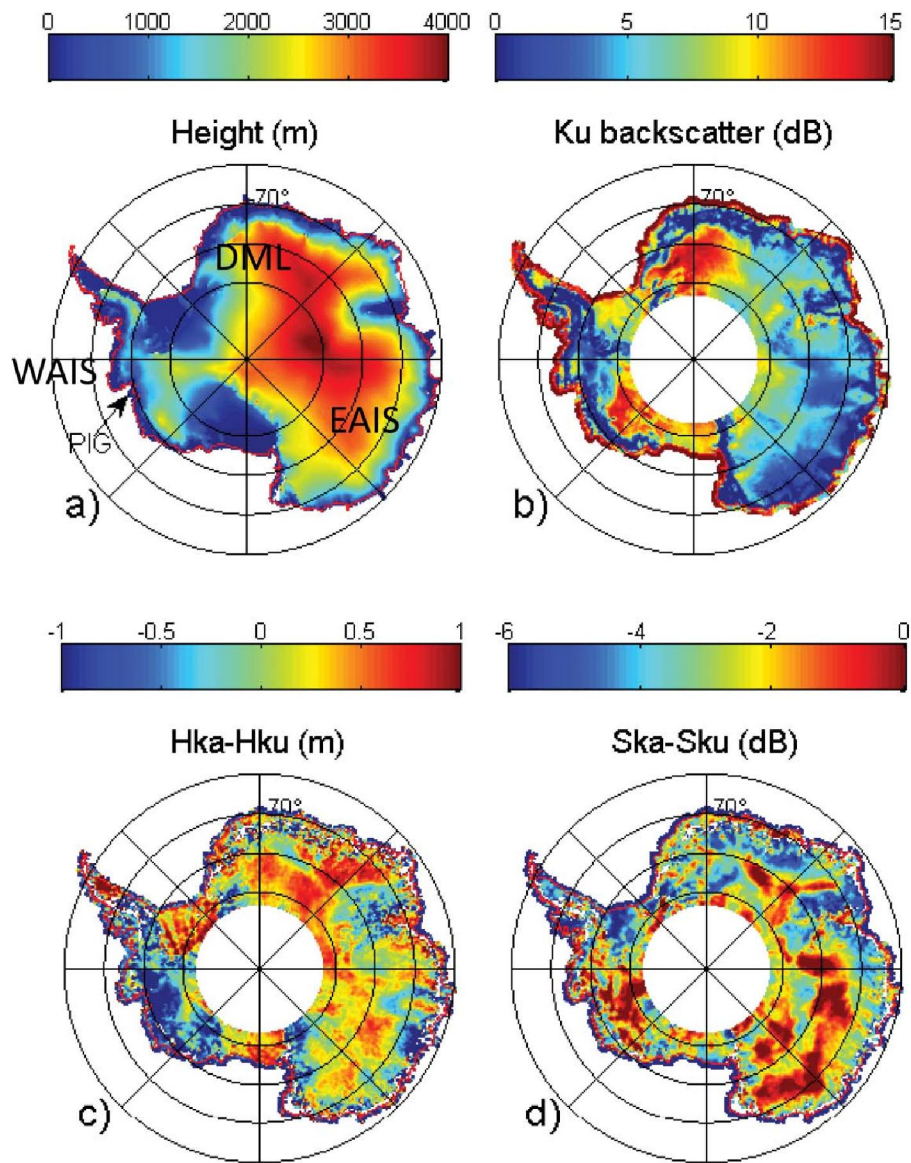 0 1000 2000 3000 4000
0 5 10 15
Height (m)
Ku backscatter (dB)
70°
70°
DML
WAIS
PIG
EAIS
a)
b)
-1 -0.5 0 0.5 1
-6 -4 -2 0
Hka-Hku (m)
Ska-Sku (dB)
70°
70°
c)
d)